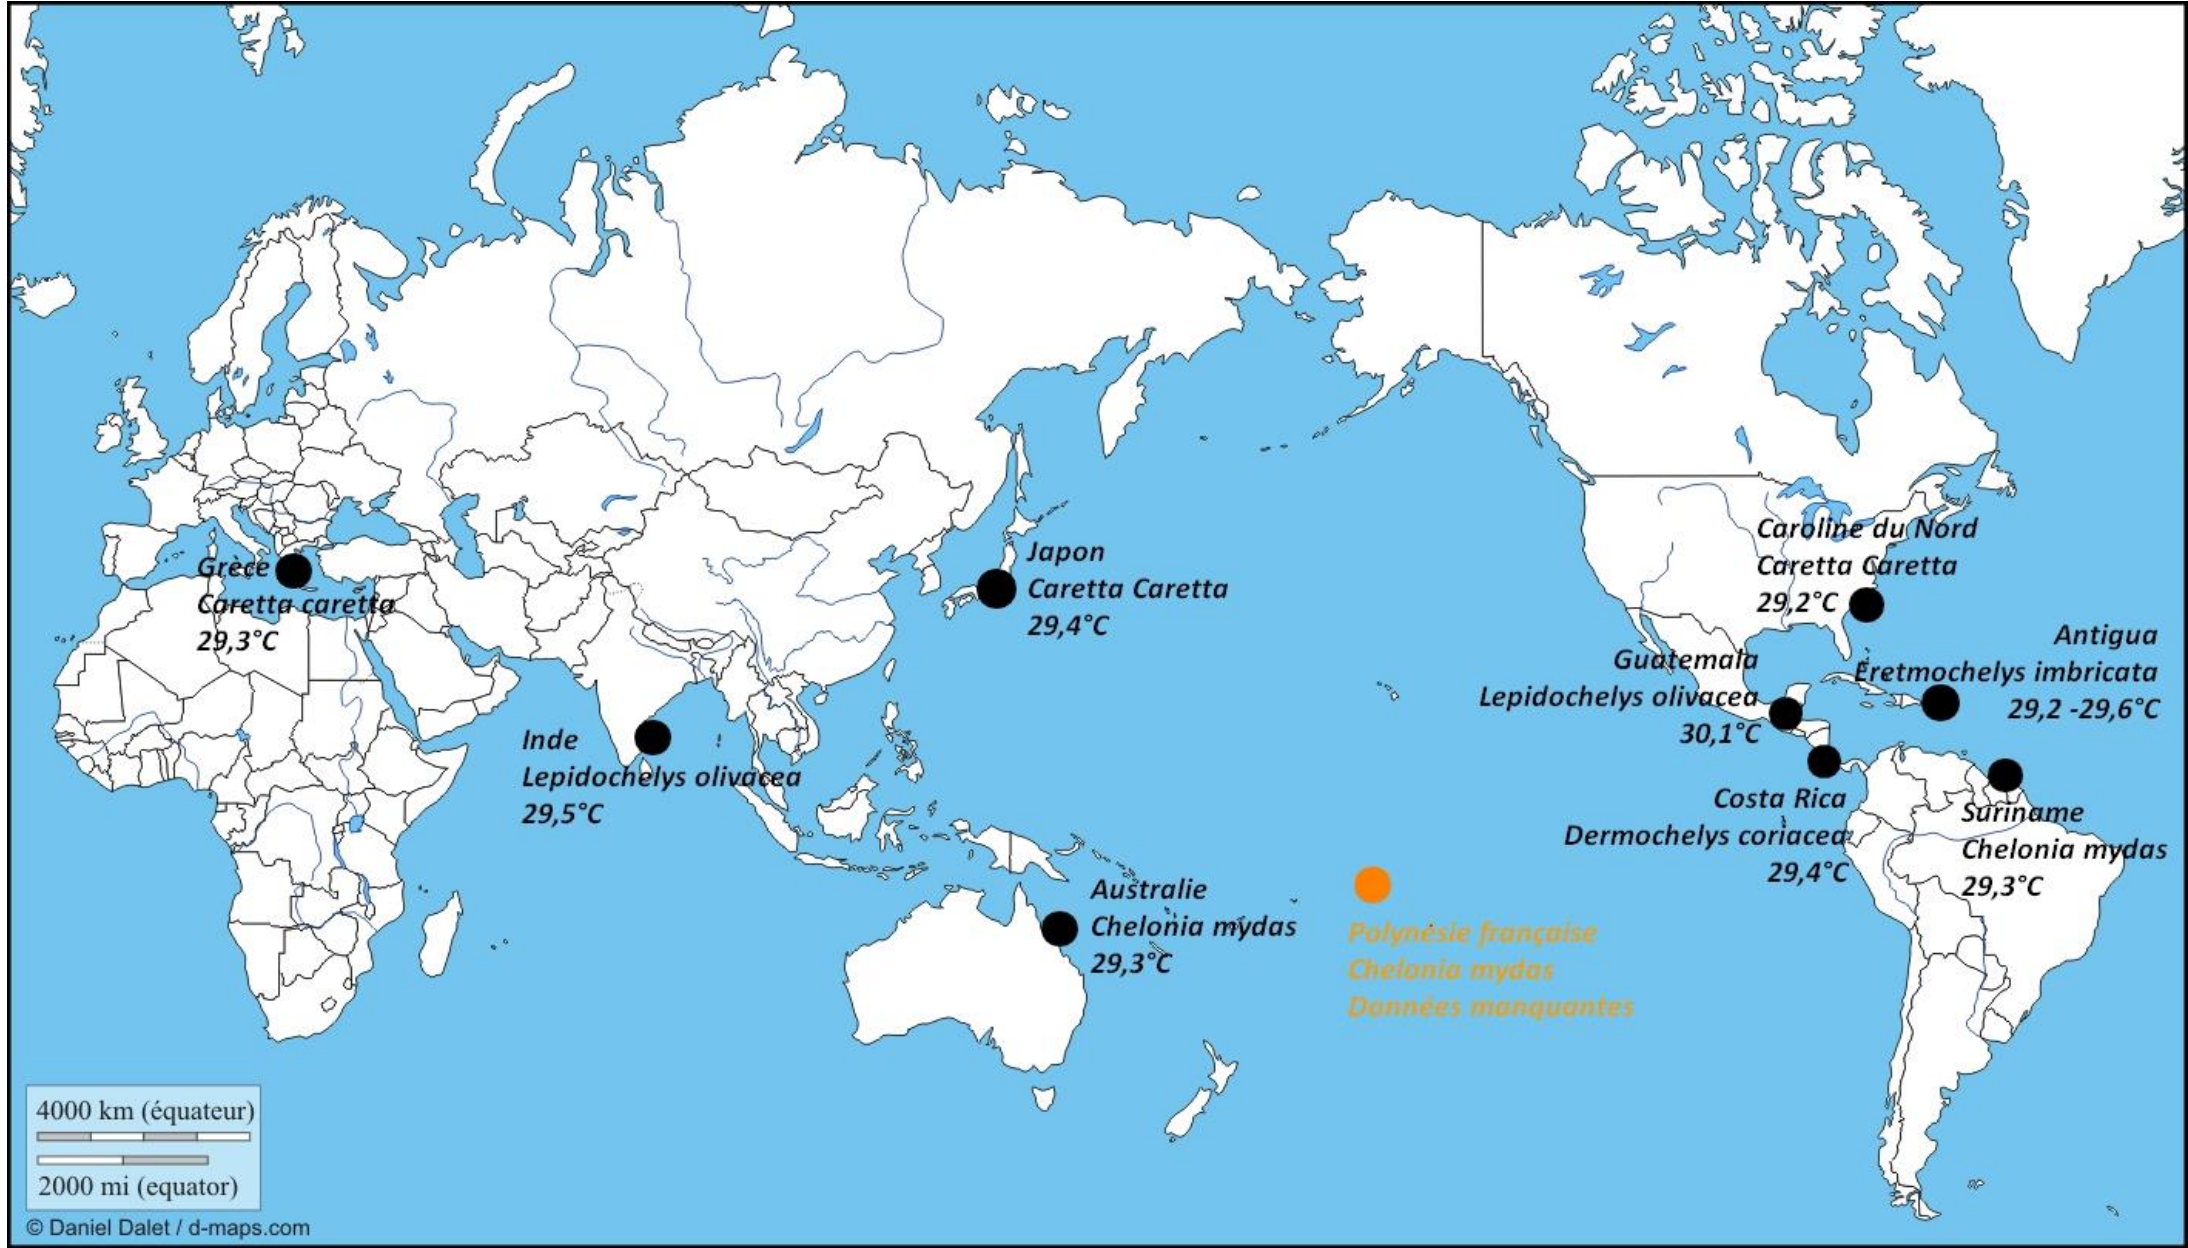 Grèce
Caretta caretta
29,3°C
Japon
Caretta Caretta
29,4°C
Caroline du Nord
Caretta Caretta
29,2°C
Antigua
Eretmochelys imbricata
29,2 -29,6°C
Guatemala
Lepidochelys olivacea
30,1°C
Inde
Lepidochelys olivacea
29,5°C
Costa Rica
Dermochelys coriacea
29,4°C
Suriname
Chelonia mydas
29,3°C
Australie
Chelonia mydas
29,3°C
Polynésie française
Chelonia mydas
Données manquantes
4000 km (équateur)
2000 mi (equator)
© Daniel Dalet / d-maps.com